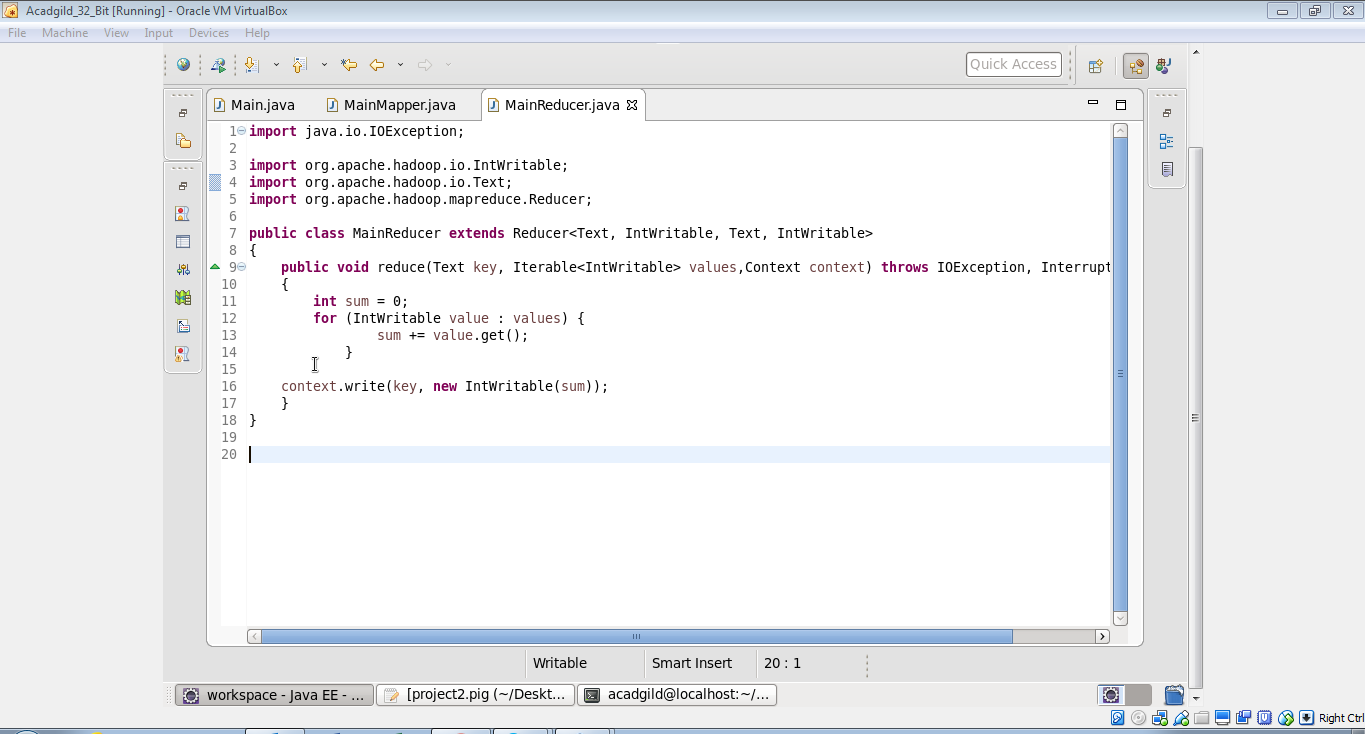 Acadgild_32_Bit [Running] - Oracle VM VirtualBox
File Machine View Input Devices Help
Quick Access
Main.java MainMapper.java MainReducer.java
1 import java.io.IOException;
2
3 import org.apache.hadoop.io.IntWritable;
4 import org.apache.hadoop.io.Text;
5 import org.apache.hadoop.mapreduce.Reducer;
6
7 public class MainReducer extends Reducer<Text, IntWritable, Text, IntWritable>
8 {
9 public void reduce(Text key, Iterable<IntWritable> values,Context context) throws IOException, Interrupt
10 {
11 int sum = 0;
12 for (IntWritable value : values) {
13 sum += value.get();
14 }
15
16 context.write(key, new IntWritable(sum));
17 }
18 }
19
20
Writable Smart Insert 20 : 1
workspace - Java EE - ... [project2.pig (~/Deskt... acadgild@localhost:~/...
Right Ctrl